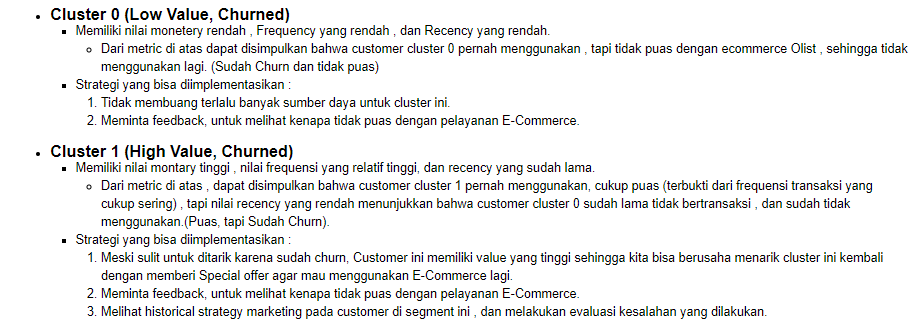 Cluster 0 (Low Value, Churned)
Memiliki nilai monetery rendah , Frequency yang rendah , dan Recency yang rendah.
Dari metric di atas dapat disimpulkan bahwa customer cluster 0 pernah menggunakan , tapi tidak puas dengan ecommerce Olist , sehingga tidak
menggunakan lagi. (Sudah Churn dan tidak puas)
Strategi yang bisa diimplementasikan :
1. Tidak membuang terlalu banyak sumber daya untuk cluster ini.
2. Meminta feedback, untuk melihat kenapa tidak puas dengan pelayanan E-Commerce.
Cluster 1 (High Value, Churned)
Memiliki nilai montary tinggi , nilai frequensi yang relatif tinggi, dan recency yang sudah lama.
Dari metric di atas , dapat disimpulkan bahwa customer cluster 1 pernah menggunakan, cukup puas (terbukti dari frequensi transaksi yang
cukup sering) , tapi nilai recency yang rendah menunjukkan bahwa customer cluster 0 sudah lama tidak bertransaksi , dan sudah tidak
menggunakan.(Puas, tapi Sudah Churn).
Strategi yang bisa diimplementasikan :
1. Meski sulit untuk ditarik karena sudah churn, Customer ini memiliki value yang tinggi sehingga kita bisa berusaha menarik cluster ini kembali
dengan memberi Special offer agar mau menggunakan E-Commerce lagi.
2. Meminta feedback, untuk melihat kenapa tidak puas dengan pelayanan E-Commerce.
3. Melihat historical strategy marketing pada customer di segment ini , dan melakukan evaluasi kesalahan yang dilakukan.